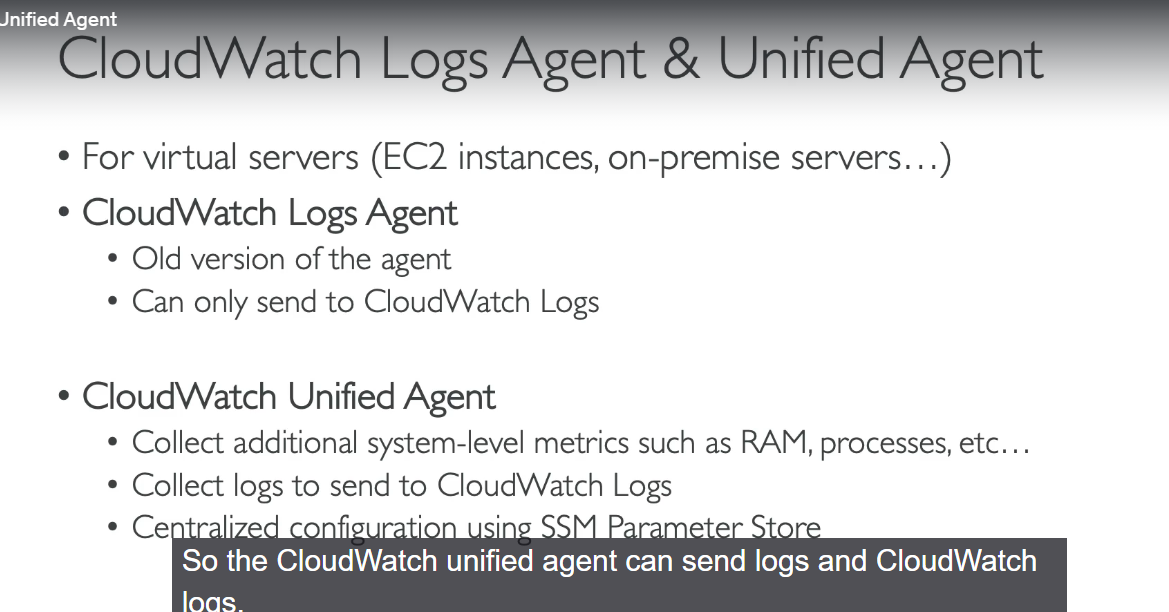 Unified Agent
CloudWatch Logs Agent & Unified Agent
• For virtual servers (EC2 instances, on-premise servers…)
• CloudWatch Logs Agent
• Old version of the agent
• Can only send to CloudWatch Logs
• CloudWatch Unified Agent
• Collect additional system-level metrics such as RAM, processes, etc…
• Collect logs to send to CloudWatch Logs
• Centralized configuration using SSM Parameter Store
So the CloudWatch unified agent can send logs and CloudWatch
logs.